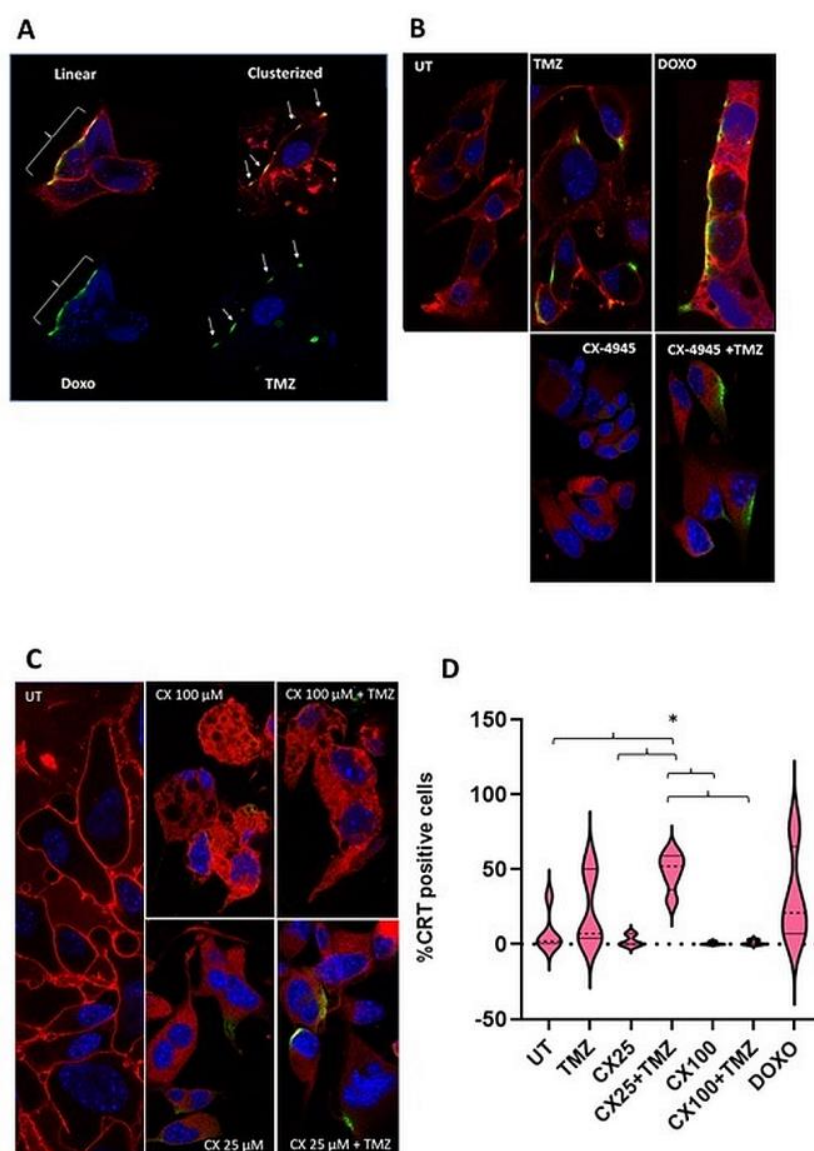 A
Linear
Clusterized
Doxo
TMZ
B
UT
TMZ
DOXO
CX-4945
CX-4945 +TMZ
C
UT
CX 100 µM
CX 100 µM + TMZ
CX 25 µM
CX 25 µM + TMZ
D
*
%CRT positive cells
150
100
50
0
-50
UT
TMZ
CX25
CX25+TMZ
CX100
CX100+TMZ
DOXO